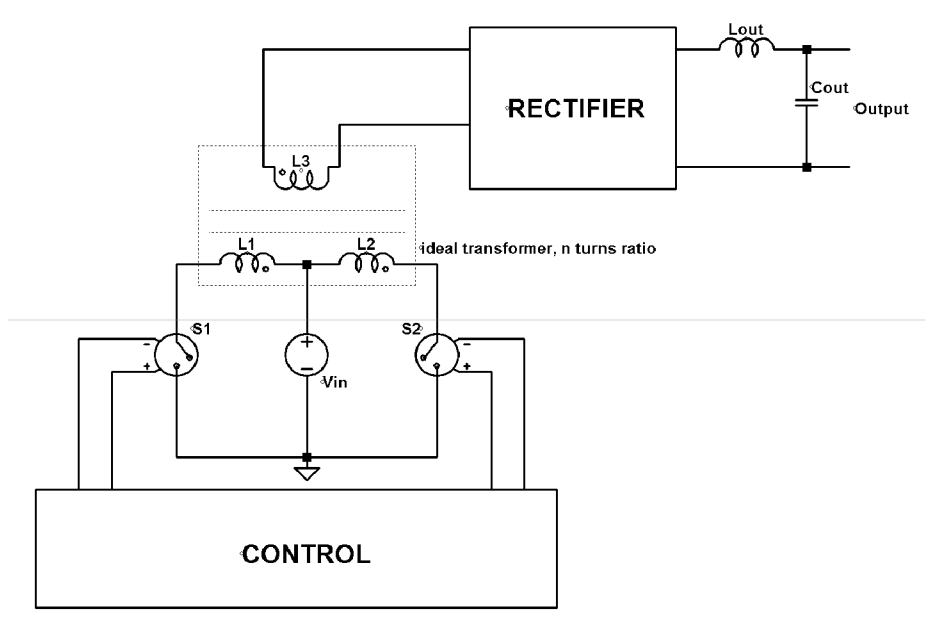 Lout
Cout
RECTIFIER
Output
L3
L1
L2
ideal transformer, n turns ratio
S1
S2
-
+
+
-
Vin
-
+
CONTROL